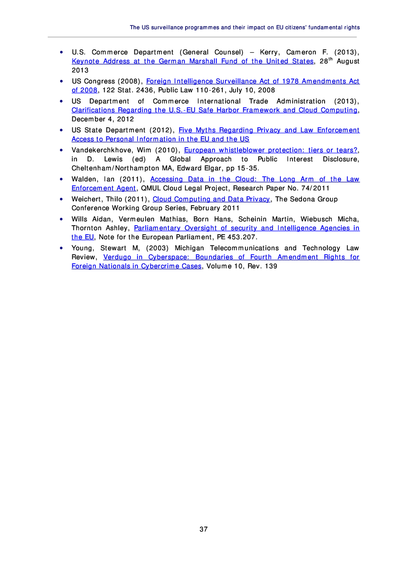 The US surveillance programmes and their impact on EU citizens' fundamental rights
• U.S. Commerce Department (General Counsel) – Kerry, Cameron F. (2013),
Keynote Address at the German Marshall Fund of the United States, 28th August
2013
• US Congress (2008), Foreign Intelligence Surveillance Act of 1978 Amendments Act
of 2008, 122 Stat. 2436, Public Law 110-261, July 10, 2008
• US Department of Commerce International Trade Administration (2013),
Clarifications Regarding the U.S.-EU Safe Harbor Framework and Cloud Computing,
December 4, 2012
• US State Department (2012), Five Myths Regarding Privacy and Law Enforcement
Access to Personal Information in the EU and the US
• Vandekerchkhove, Wim (2010), European whistleblower protection: tiers or tears?,
in D. Lewis (ed) A Global Approach to Public Interest Disclosure,
Cheltenham/Northampton MA, Edward Elgar, pp 15-35.
• Walden, Ian (2011), Accessing Data in the Cloud: The Long Arm of the Law
Enforcement Agent, QMUL Cloud Legal Project, Research Paper No. 74/2011
• Weichert, Thilo (2011), Cloud Computing and Data Privacy, The Sedona Group
Conference Working Group Series, February 2011
• Wills Aidan, Vermeulen Mathias, Born Hans, Scheinin Martin, Wiebusch Micha,
Thornton Ashley, Parliamentary Oversight of security and Intelligence Agencies in
the EU, Note for the European Parliament, PE 453.207.
• Young, Stewart M, (2003) Michigan Telecommunications and Technology Law
Review, Verdugo in Cyberspace: Boundaries of Fourth Amendment Rights for
Foreign Nationals in Cybercrime Cases, Volume 10, Rev. 139
37